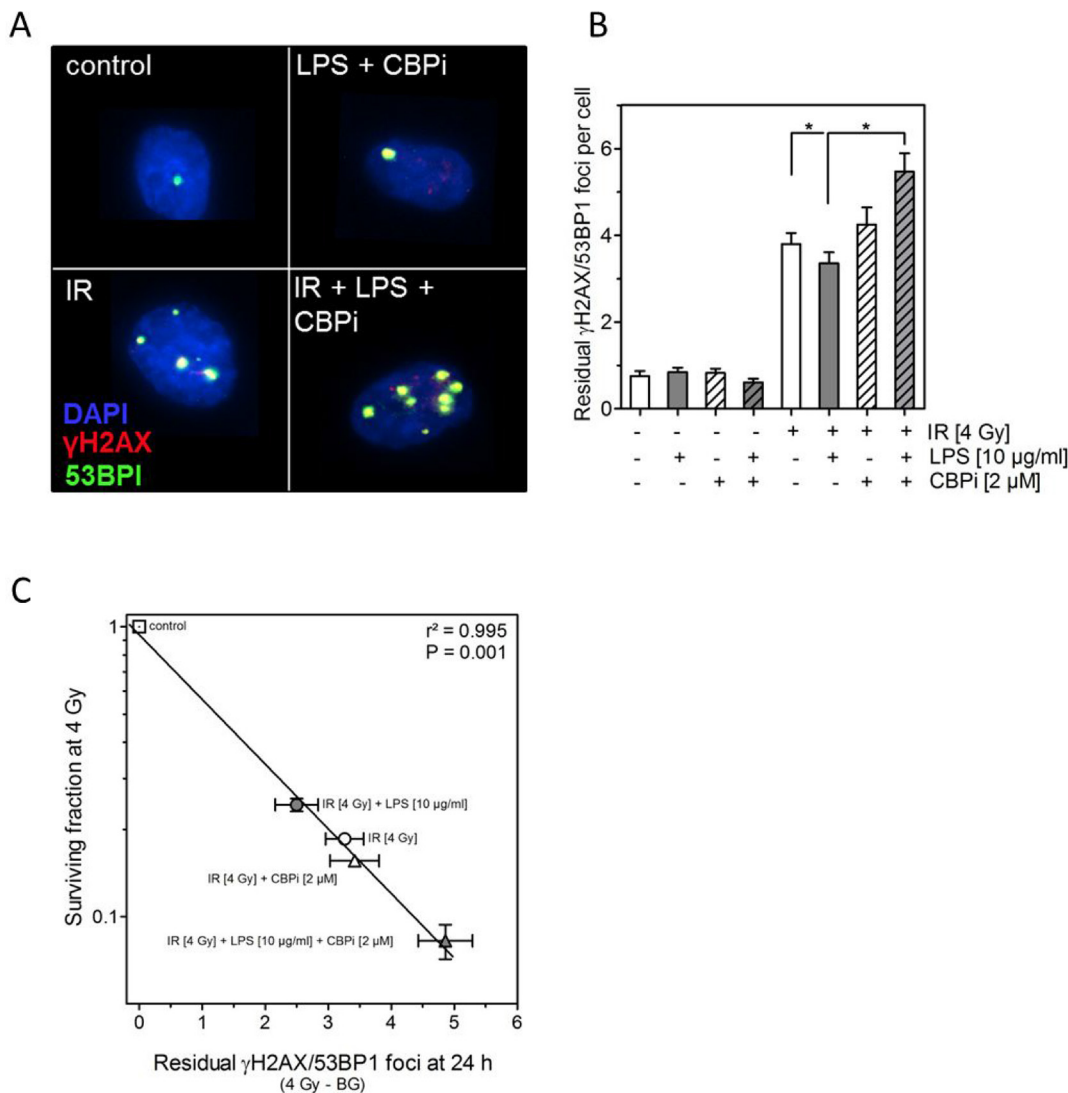 A
control
LPS + CBPi
IR
IR + LPS +
CBPi
DAPI
γH2AX
53BPI
B
Residual γH2AX/53BP1 foci per cell
6
4
2
0
* *
- - - - + + + + IR [4 Gy]
- + - + - + - + LPS [10 µg/ml]
- - + + - - + + CBPi [2 µM]
C
Surviving fraction at 4 Gy
1
0.1
control
r² = 0.995
P = 0.001
IR [4 Gy] + LPS [10 µg/ml]
IR [4 Gy]
IR [4 Gy] + CBPi [2 µM]
IR [4 Gy] + LPS [10 µg/ml] + CBPi [2 µM]
0 1 2 3 4 5 6
Residual γH2AX/53BP1 foci at 24 h
(4 Gy - BG)